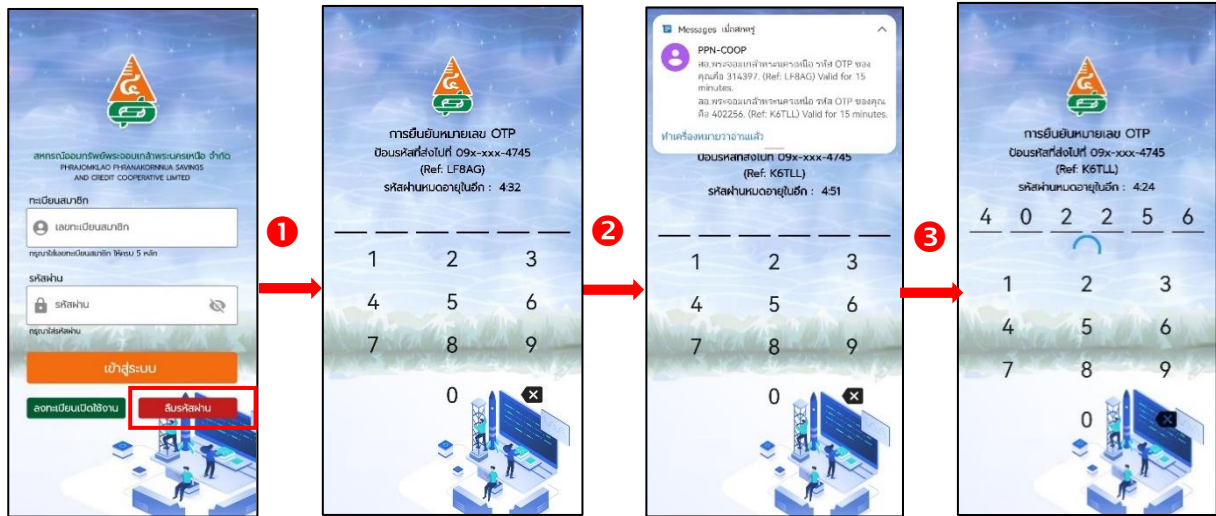 สหกรณ์ออมทรัพย์พระจอมเกล้าพระนครเหนือ จำกัด
PHRAJOMKLAO PHRANAKORNNUA SAVINGS
AND CREDIT COOPERATIVE LIMITED
ทะเบียนสมาชิก
เลขทะเบียนสมาชิก
กรุณาใส่เลขทะเบียนสมาชิก ให้ครบ 5 หลัก
รหัสผ่าน
รหัสผ่าน
กรุณาใส่รหัสผ่าน
เข้าสู่ระบบ
ลงทะเบียนเปิดใช้งาน
ลืมรหัสผ่าน
1
การยืนยันหมายเลข OTP
ป้อนรหัสที่ส่งไปที่ 09x-xxx-4745
(Ref: LF8AG)
รหัสผ่านหมดอายุในอีก : 4:32
1 2 3
4 5 6
7 8 9
0
2
Messages เมื่อสักครู่
PPN-COOP
สอ.พระจอมเกล้าพระนครเหนือ รหัส OTP ของ
คุณคือ 314397. (Ref: LF8AG) Valid for 15
minutes.
สอ.พระจอมเกล้าพระนครเหนือ รหัส OTP ของคุณ
คือ 402256. (Ref: K6TLL) Valid for 15 minutes.
ทำเครื่องหมายว่าอ่านแล้ว
ป้อนรหัสที่ส่งไปที่ 09x-xxx-4745
(Ref: K6TLL)
รหัสผ่านหมดอายุในอีก : 4:51
1 2 3
4 5 6
7 8 9
0
3
การยืนยันหมายเลข OTP
ป้อนรหัสที่ส่งไปที่ 09x-xxx-4745
(Ref: K6TLL)
รหัสผ่านหมดอายุในอีก : 4:24
4 0 2 2 5 6
1 2 3
4 5 6
7 8 9
0